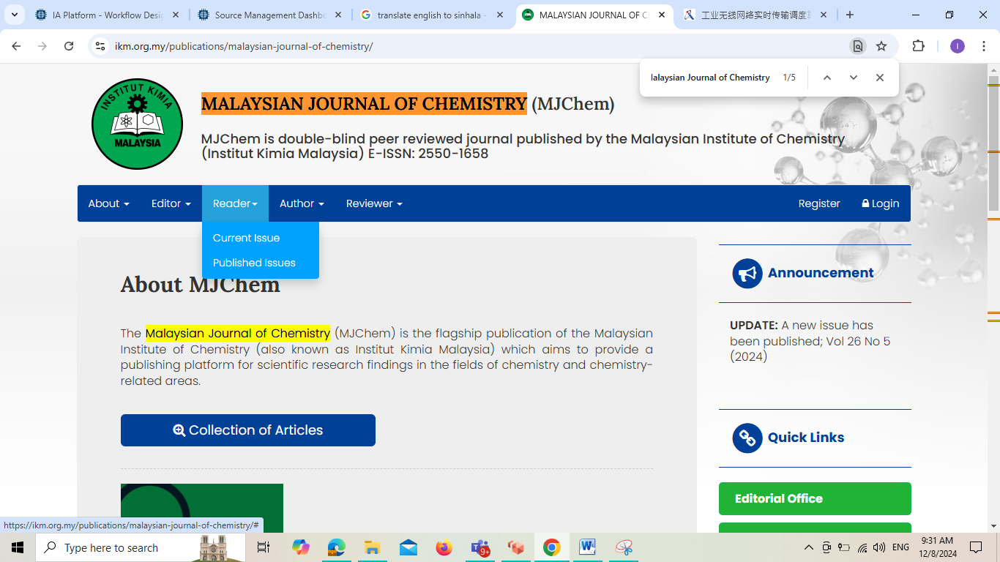 IA Platform - Workflow Desig
Source Management Dashbo
translate english to sinhala -
MALAYSIAN JOURNAL OF C
工业无线网络实时传输调度
ikm.org.my/publications/malaysian-journal-of-chemistry/
I
alaysian Journal of Chemistry 1/5
INSTITUT KIMIA
MALAYSIA
MALAYSIAN JOURNAL OF CHEMISTRY (MJChem)
MJChem is double-blind peer reviewed journal published by the Malaysian Institute of Chemistry
(Institut Kimia Malaysia) E-ISSN: 2550-1658
About Editor Reader Author Reviewer Register Login
Current Issue
Published Issues
About MJChem
The Malaysian Journal of Chemistry (MJChem) is the flagship publication of the Malaysian
Institute of Chemistry (also known as Institut Kimia Malaysia) which aims to provide a
publishing platform for scientific research findings in the fields of chemistry and chemistry-
related areas.
Collection of Articles
Announcement
UPDATE: A new issue has
been published; Vol 26 No 5
(2024)
Quick Links
Editorial Office
https://ikm.org.my/publications/malaysian-journal-of-chemistry/#
Type here to search
9+
ENG
9:31 AM
12/8/2024